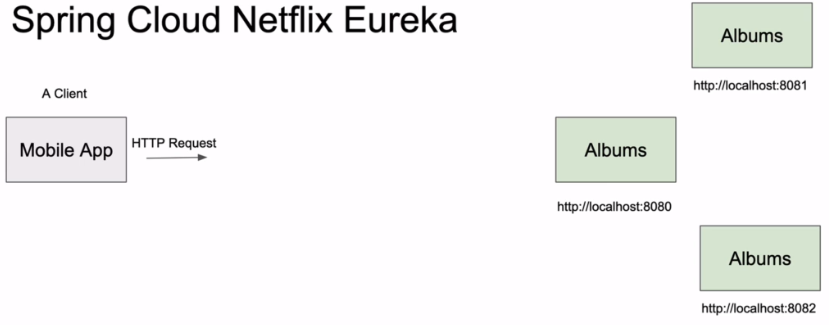 Spring Cloud Netflix Eureka
Albums
http://localhost:8081
A Client
Mobile App
HTTP Request
Albums
http://localhost:8080
Albums
http://localhost:8082